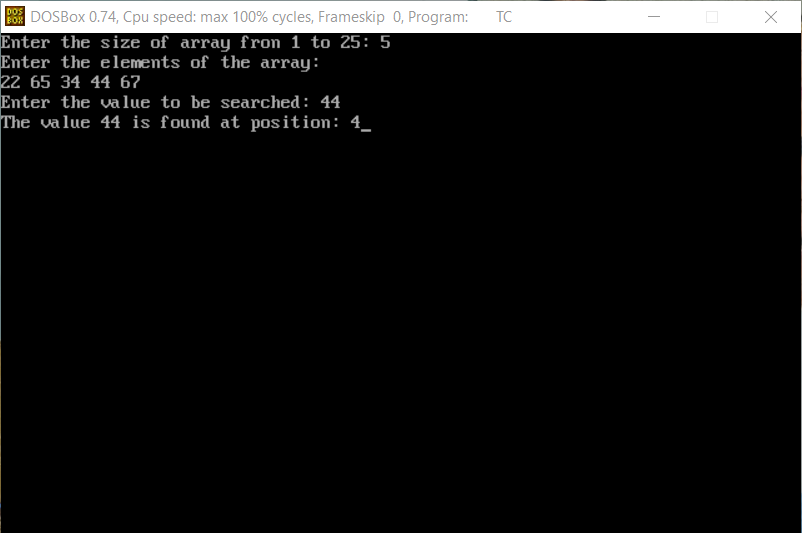 DOS BOX DOSBox 0.74, Cpu speed: max 100% cycles, Frameskip 0, Program: TC
Enter the size of array fron 1 to 25: 5
Enter the elements of the array:
22 65 34 44 67
Enter the value to be searched: 44
The value 44 is found at position: 4_